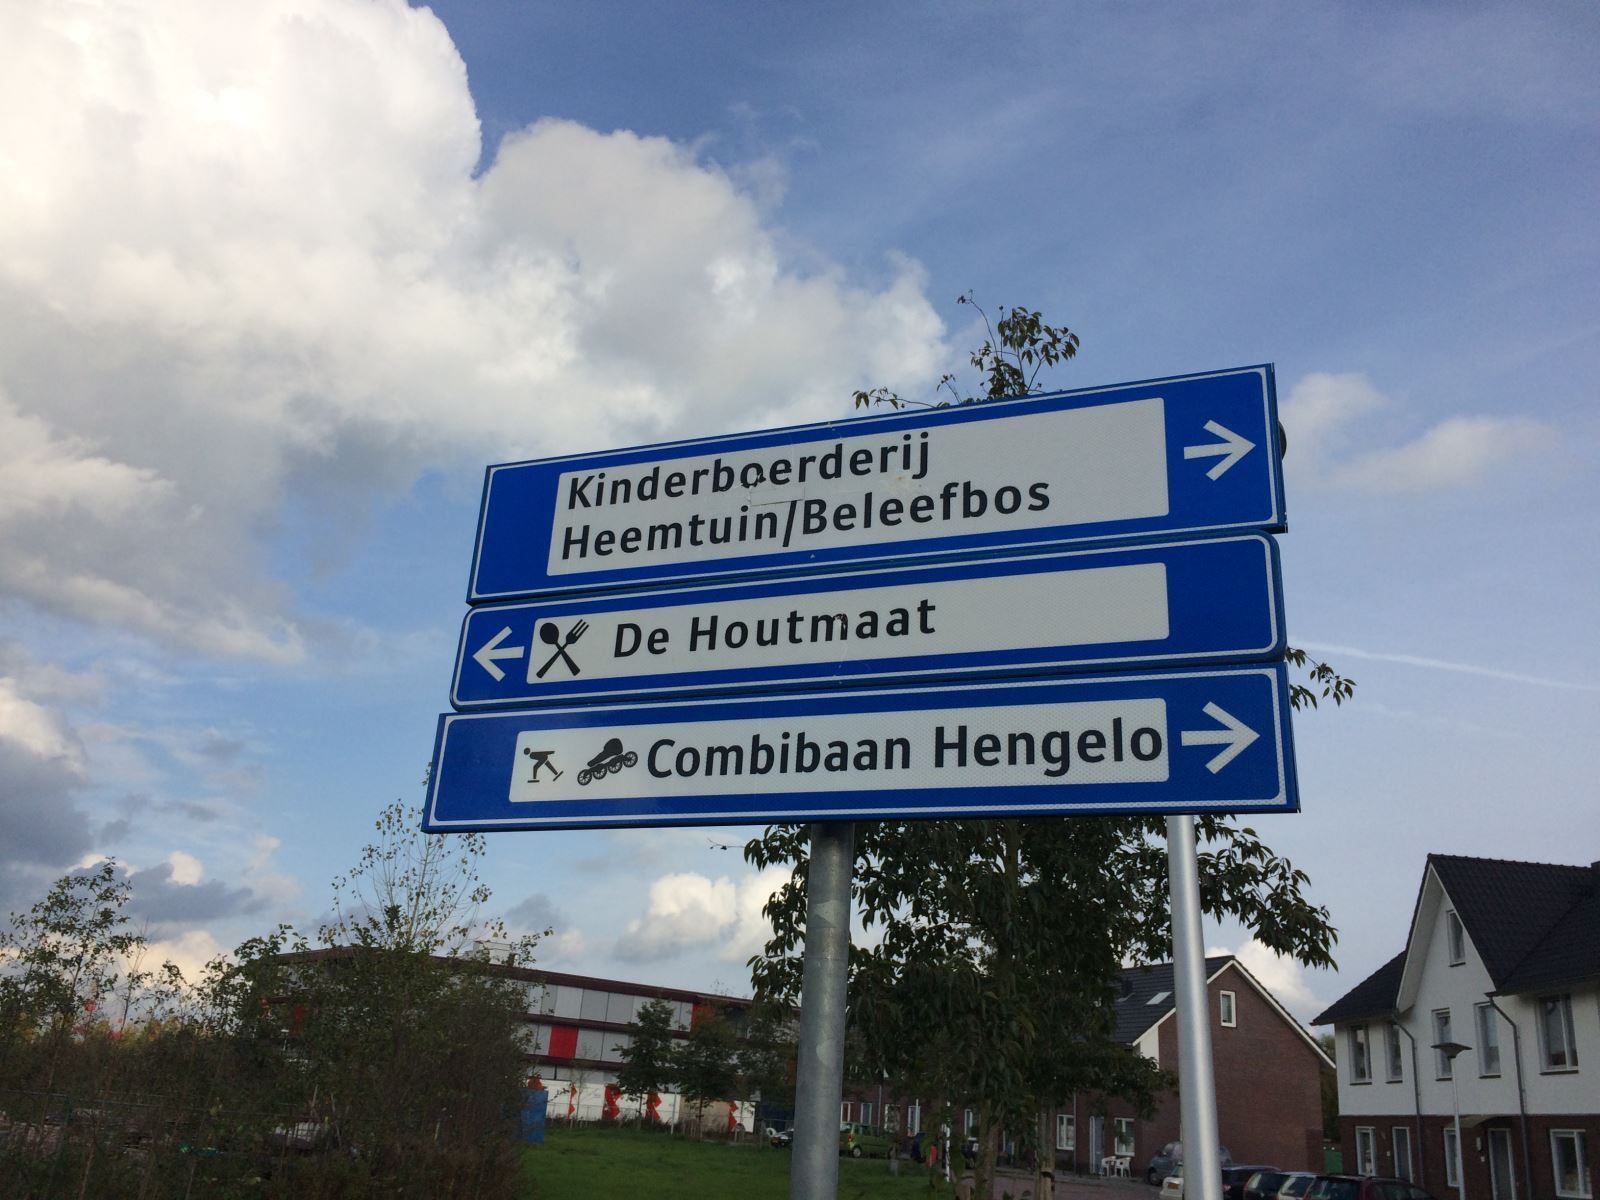 Kinderboerderij
Heemtuin/Beleefbos
De Houtmaat
Combibaan Hengelo